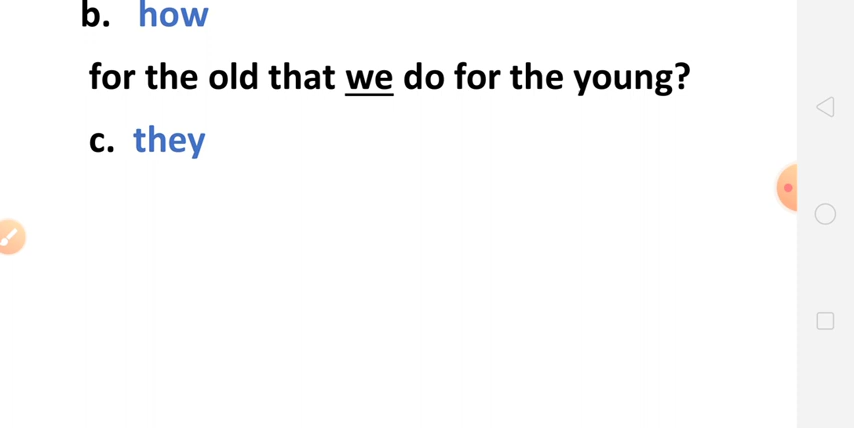 b. how
for the old that we do for the young?
c. they